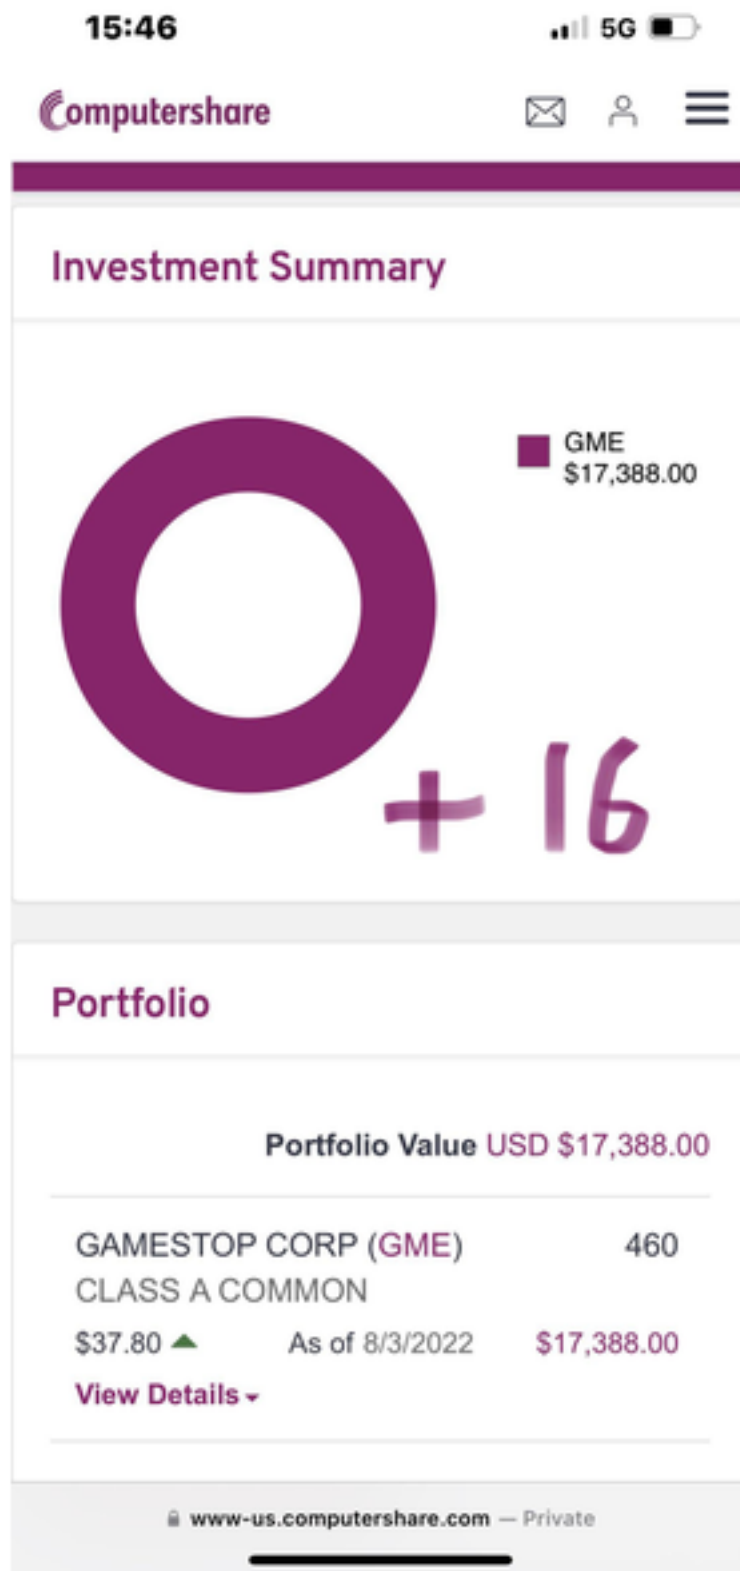 15:46 5G
Computershare
Investment Summary
GME
$17,388.00
+ 16
Portfolio
Portfolio Value USD $17,388.00
GAMESTOP CORP (GME) 460
CLASS A COMMON
$37.80 As of 8/3/2022 $17,388.00
View Details
www-us.computershare.com — Private